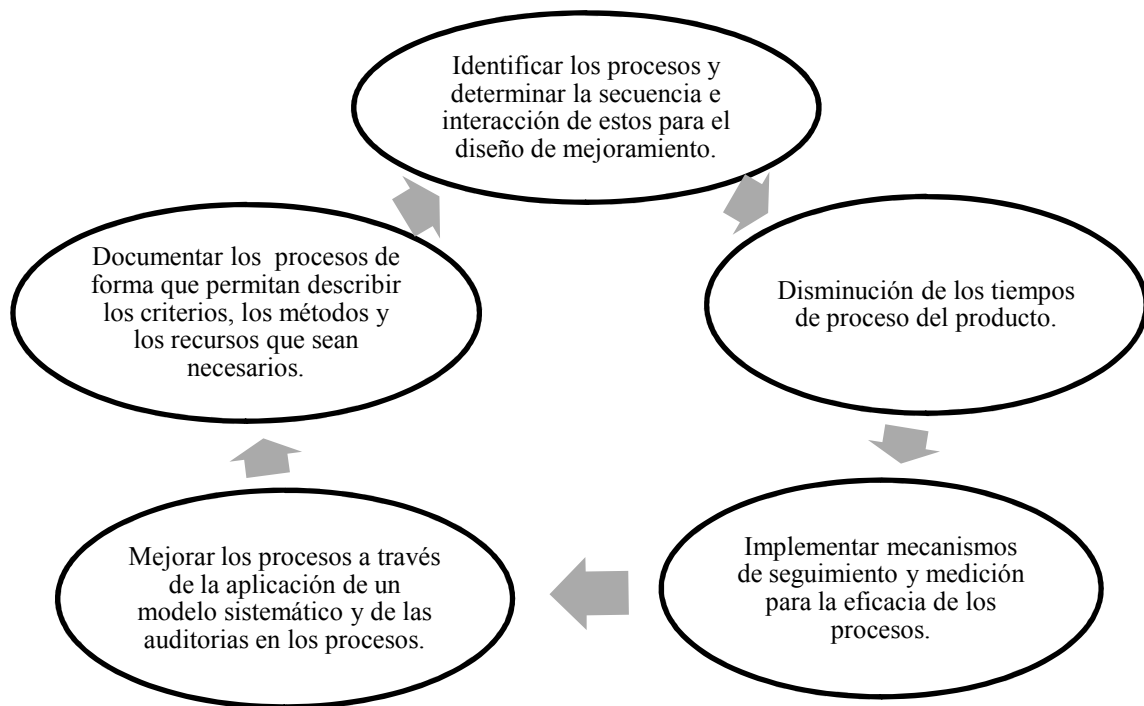 Identificar los procesos y
determinar la secuencia e
interacción de estos para el
diseño de mejoramiento.
Disminución de los tiempos
de proceso del producto.
Implementar mecanismos
de seguimiento y medición
para la eficacia de los
procesos.
Mejorar los procesos a través
de la aplicación de un
modelo sistemático y de las
auditorias en los procesos.
Documentar los procesos de
forma que permitan describir
los criterios, los métodos y
los recursos que sean
necesarios.